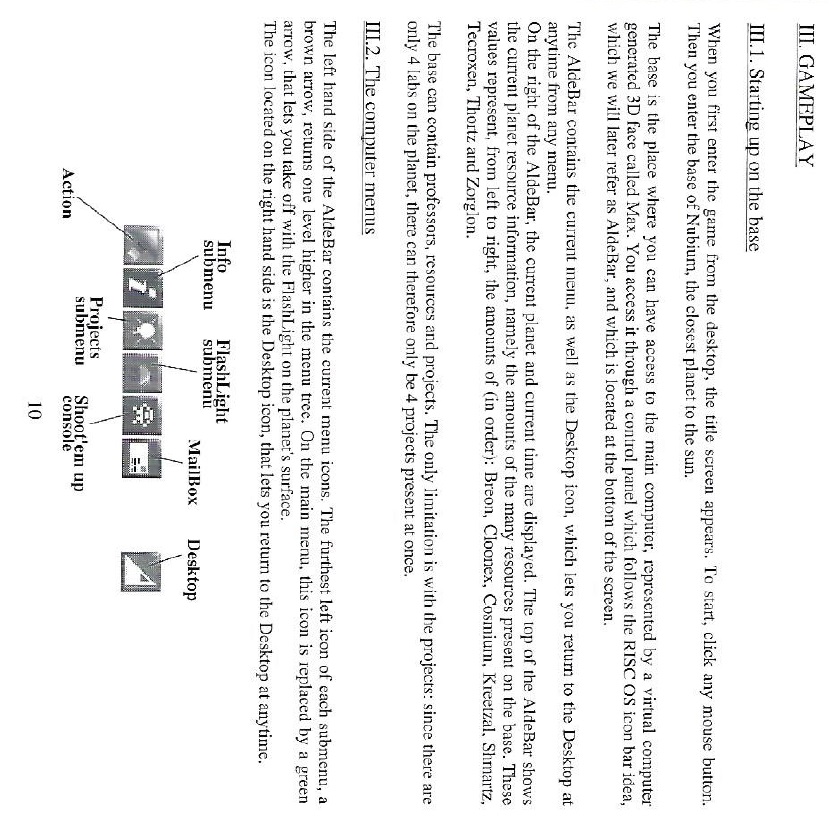 III. GAMEPLAY
III.1. Starting up on the base
When you first enter the game from the desktop, the title screen appears. To start, click any mouse button.
Then you enter the base of Nubium, the closest planet to the sun.
The base is the place where you can have access to the main computer, represented by a virtual computer
generated 3D face called Max. You access it through a control panel which follows the RISC OS icon bar idea,
which we will later refer as AldeBar, and which is located at the bottom of the screen.
The AldeBar contains the current menu, as well as the Desktop icon, which lets you return to the Desktop at
anytime from any menu.
On the right of the AldeBar, the current planet and current time are displayed. The top of the AldeBar shows
the current planet resource information, namely the amounts of the many resources present on the base. These
values represent, from left to right, the amounts of (in order): Breon, Cloonex, Cosmium, Kreetzal, Shmartz,
Tecroxen, Thortz and Zorglon.
The base can contain professors, resources and projects. The only limitation is with the projects: since there are
only 4 labs on the planet, there can therefore only be 4 projects present at once.
III.2. The computer menus
The left hand side of the AldeBar contains the current menu icons. The furthest left icon of each submenu, a
brown arrow, returns one level higher in the menu tree. On the main menu, this icon is replaced by a green
arrow, that lets you take off with the FlashLight on the planet's surface.
The icon located on the right hand side is the Desktop icon, that lets you return to the Desktop at anytime.
Info
submenu
FlashLight
submenu
MailBox
Desktop
Projects
submenu
Shoot'em up
console
Action
10